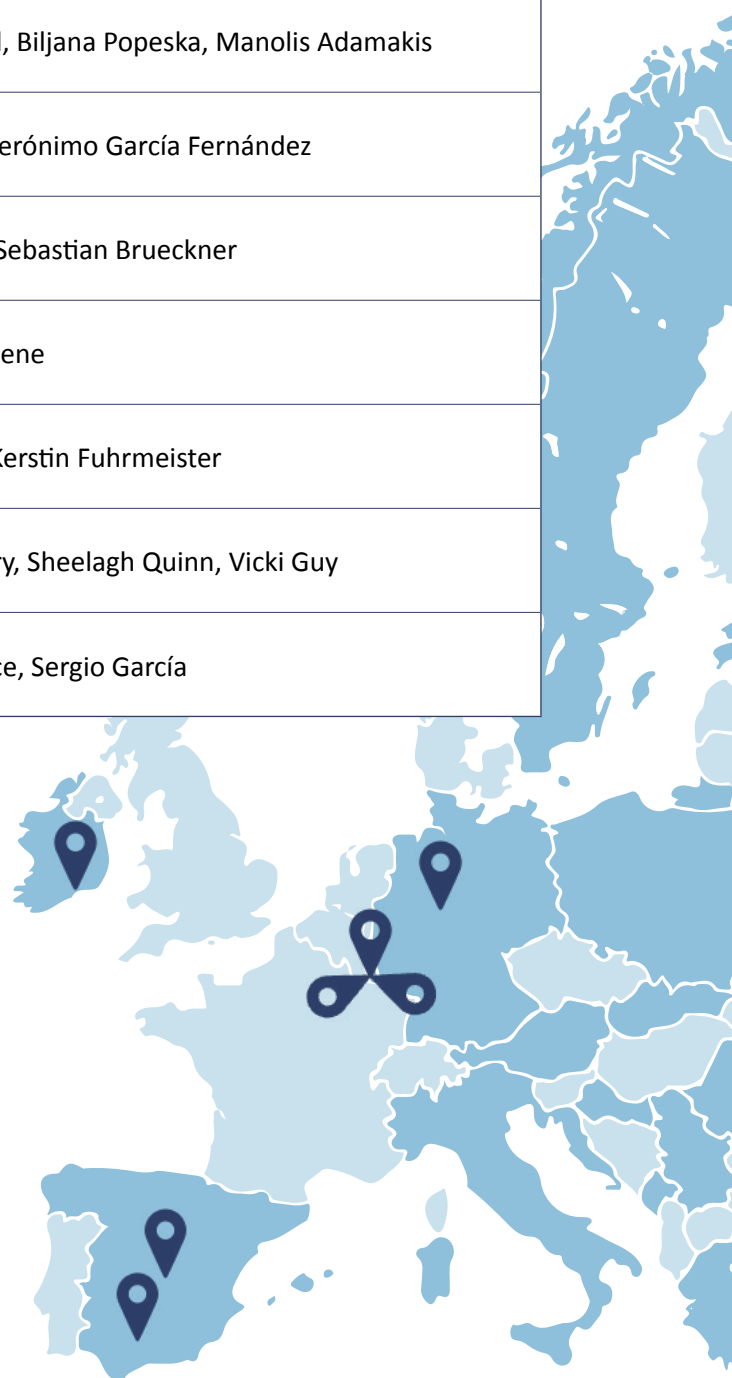 , Biljana Popeska, Manolis Adamakis
erónimo García Fernández
Sebastian Brueckner
ene
Kerstin Fuhrmeister
ry, Sheelagh Quinn, Vicki Guy
ce, Sergio García